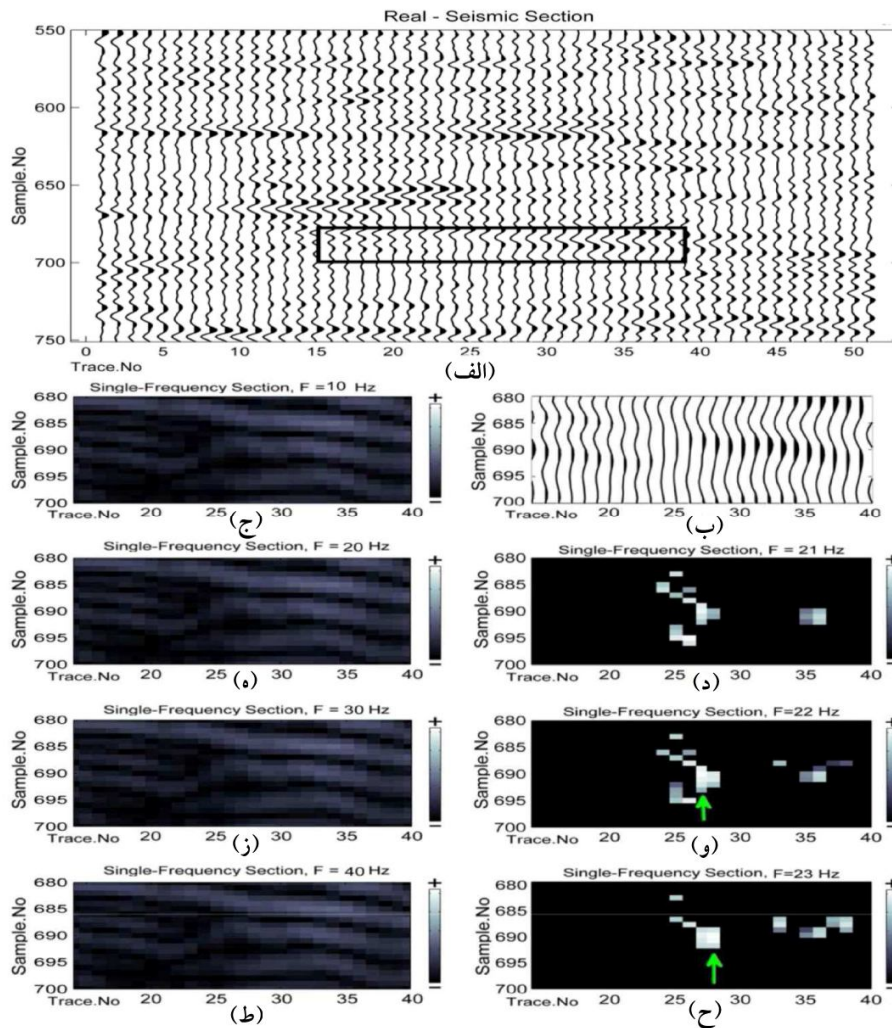 Real - Seismic Section
550
600
650
700
750
Sample.No
0 5 10 15 20 25 30 35 40 45 50
Trace.No
(الف)
Single-Frequency Section, F =10 Hz
680
685
690
695
700
Sample.No
+
−
Trace.No 20 25 30 35 40
(ج)
680
685
690
695
700
Sample.No
Trace.No 20 25 30 35 40
(ب)
Single-Frequency Section, F = 20 Hz
680
685
690
695
700
Sample.No
+
−
Trace.No 20 25 30 35 40
(ه)
Single-Frequency Section, F = 21 Hz
680
685
690
695
700
Sample.No
+
−
Trace.No 20 25 30 35 40
(د)
Single-Frequency Section, F = 30 Hz
680
685
690
695
700
Sample.No
+
−
Trace.No 20 25 30 35 40
(ز)
Single-Frequency Section, F=22 Hz
680
685
690
695
700
Sample.No
+
−
Trace.No 20 25 30 35 40
(و)
Single-Frequency Section, F = 40 Hz
680
685
690
695
700
Sample.No
+
−
Trace.No 20 25 30 35 40
(ط)
Single-Frequency Section, F=23Hz
680
685
690
695
700
Sample.No
+
−
Trace.No 20 25 30 35 40
(ح)